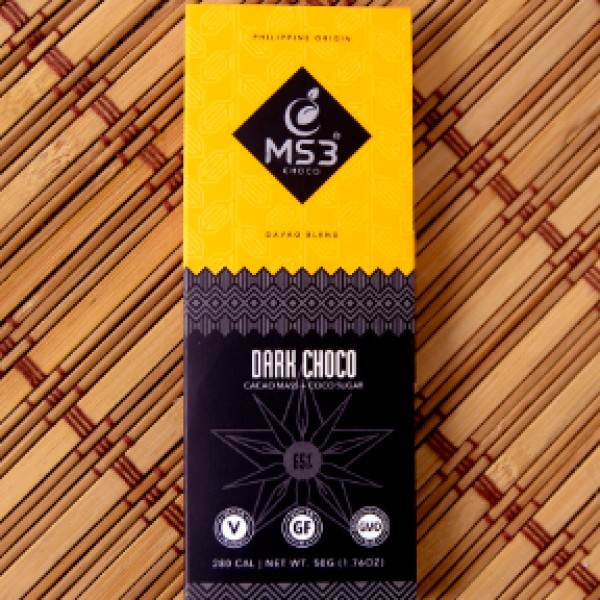 PHILIPPINE ORIGIN
MS3®
CHOCO
DAVAO BLEND
DARK CHOCO
CACAO MASS + COCO SUGAR
65%
V
GF
GMO
280 CAL | NET WT. 50G (1.76OZ)